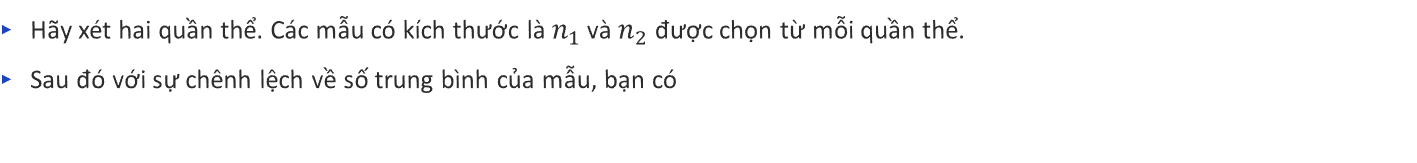 ▸ Hãy xét hai quần thể. Các mẫu có kích thước là n₁ và n₂ được chọn từ mỗi quần thể.
▸ Sau đó với sự chênh lệch về số trung bình của mẫu, bạn có